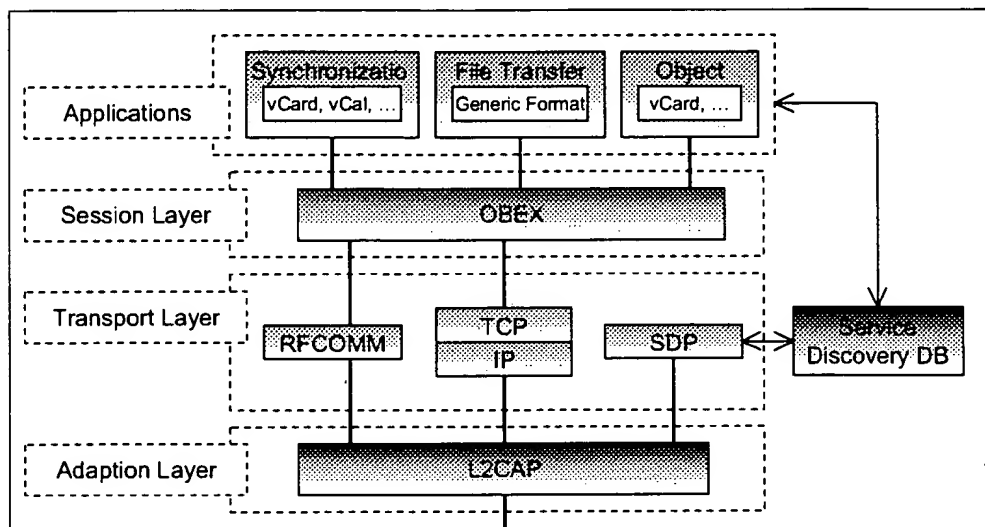 Synchronizatio
File Transfer
Object
vCard, vCal, ...
Generic Format
vCard, ...
Applications
Session Layer
OBEX
Transport Layer
RFCOMM
TCP
IP
SDP
Service
Discovery DB
Adaption Layer
L2CAP